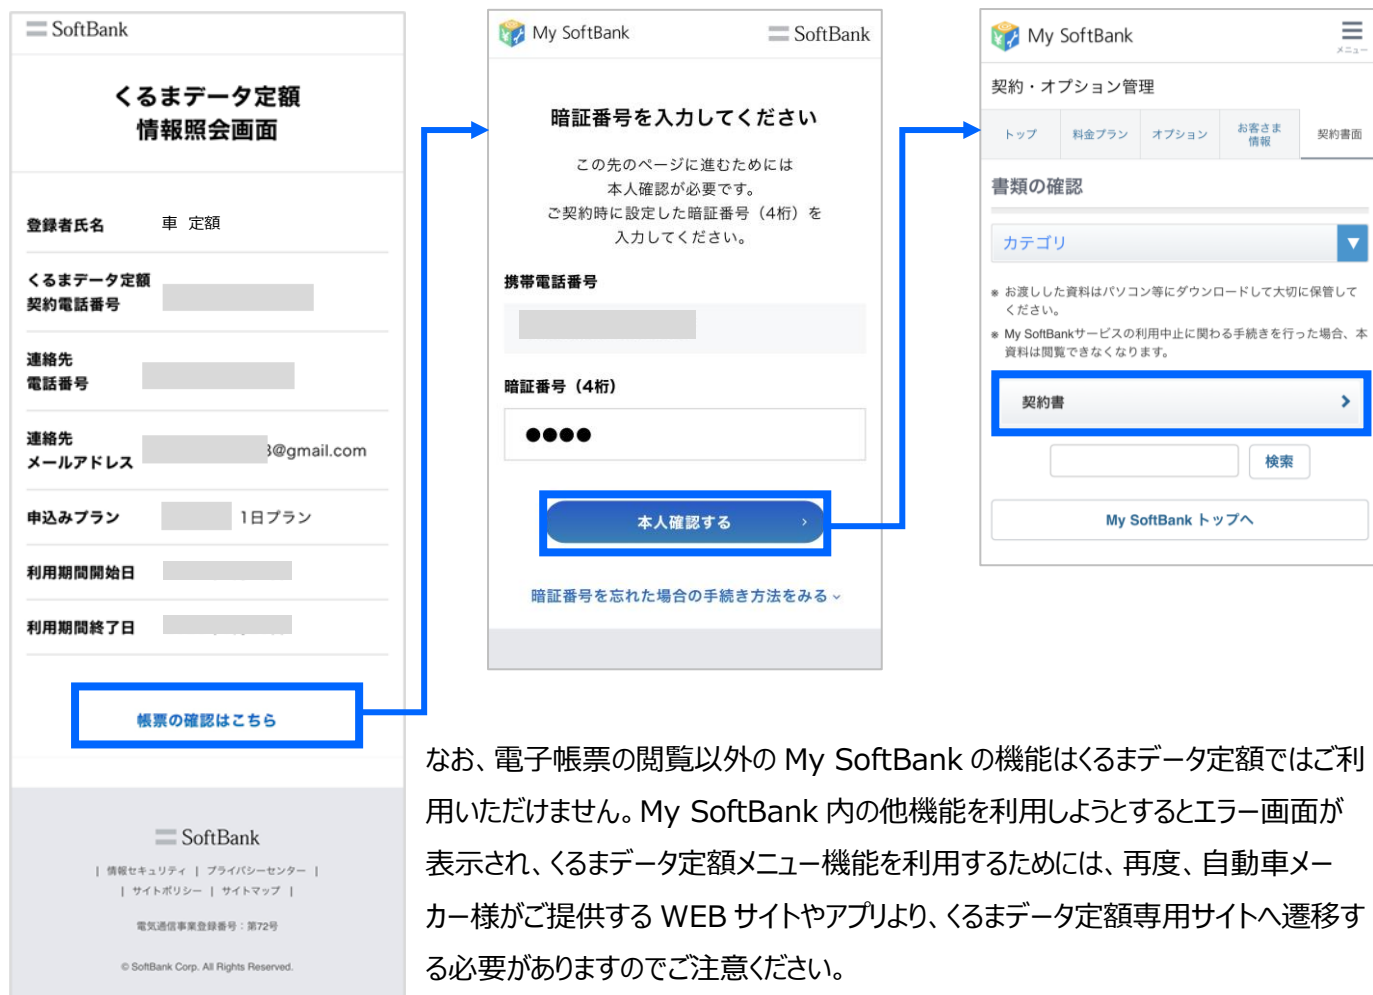 SoftBank
くるまデータ定額
情報照会画面
登録者氏名 車 定額
くるまデータ定額
契約電話番号
連絡先
電話番号
連絡先
メールアドレス 3@gmail.com
申込みプラン 1日プラン
利用期間開始日
利用期間終了日
帳票の確認はこちら
SoftBank
| 情報セキュリティ | プライバシーセンター |
| サイトポリシー | サイトマップ |
電気通信事業登録番号：第72号
© SoftBank Corp. All Rights Reserved.
My SoftBank SoftBank
暗証番号を入力してください
この先のページに進むためには
本人確認が必要です。
ご契約時に設定した暗証番号（4桁）を
入力してください。
携帯電話番号
暗証番号（4桁）
●●●●
本人確認する
暗証番号を忘れた場合の手続き方法をみる
My SoftBank
メニュー
契約・オプション管理
トップ 料金プラン オプション お客さま情報 契約書面
書類の確認
カテゴリ
※ お渡しした資料はパソコン等にダウンロードして大切に保管して
ください。
※ My SoftBankサービスの利用中止に関わる手続きを行った場合、本
資料は閲覧できなくなります。
契約書
検索
My SoftBank トップへ
なお、電子帳票の閲覧以外の My SoftBank の機能はくるまデータ定額ではご利
用いただけません。My SoftBank 内の他機能を利用しようとするとエラー画面が
表示され、くるまデータ定額メニュー機能を利用するためには、再度、自動車メー
カー様がご提供する WEB サイトやアプリより、くるまデータ定額専用サイトへ遷移す
る必要がありますのでご注意ください。